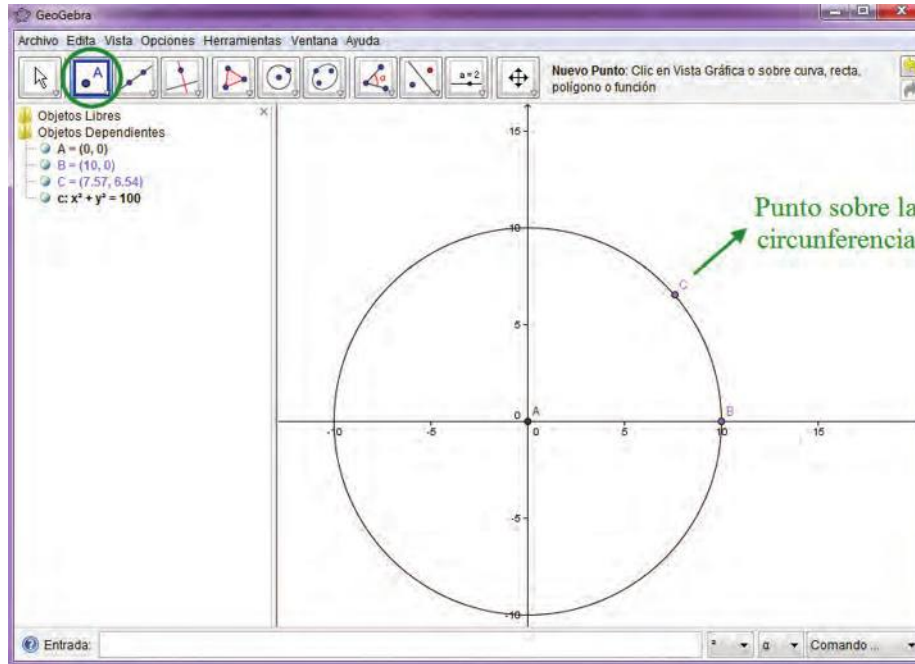 GeoGebra
Archivo Edita Vista Opciones Herramientas Ventana Ayuda
A
α
a=2
Nuevo Punto: Clic en Vista Gráfica o sobre curva, recta,
polígono o función
Objetos Libres
Objetos Dependientes
A = (0, 0)
B = (10, 0)
C = (7.57, 6.54)
c: x² + y² = 100
15
Punto sobre la
circunferencia
10
C
5
0 A B
-10 -5 0 5 10 15
-5
-10
Entrada:
² α Comando ...